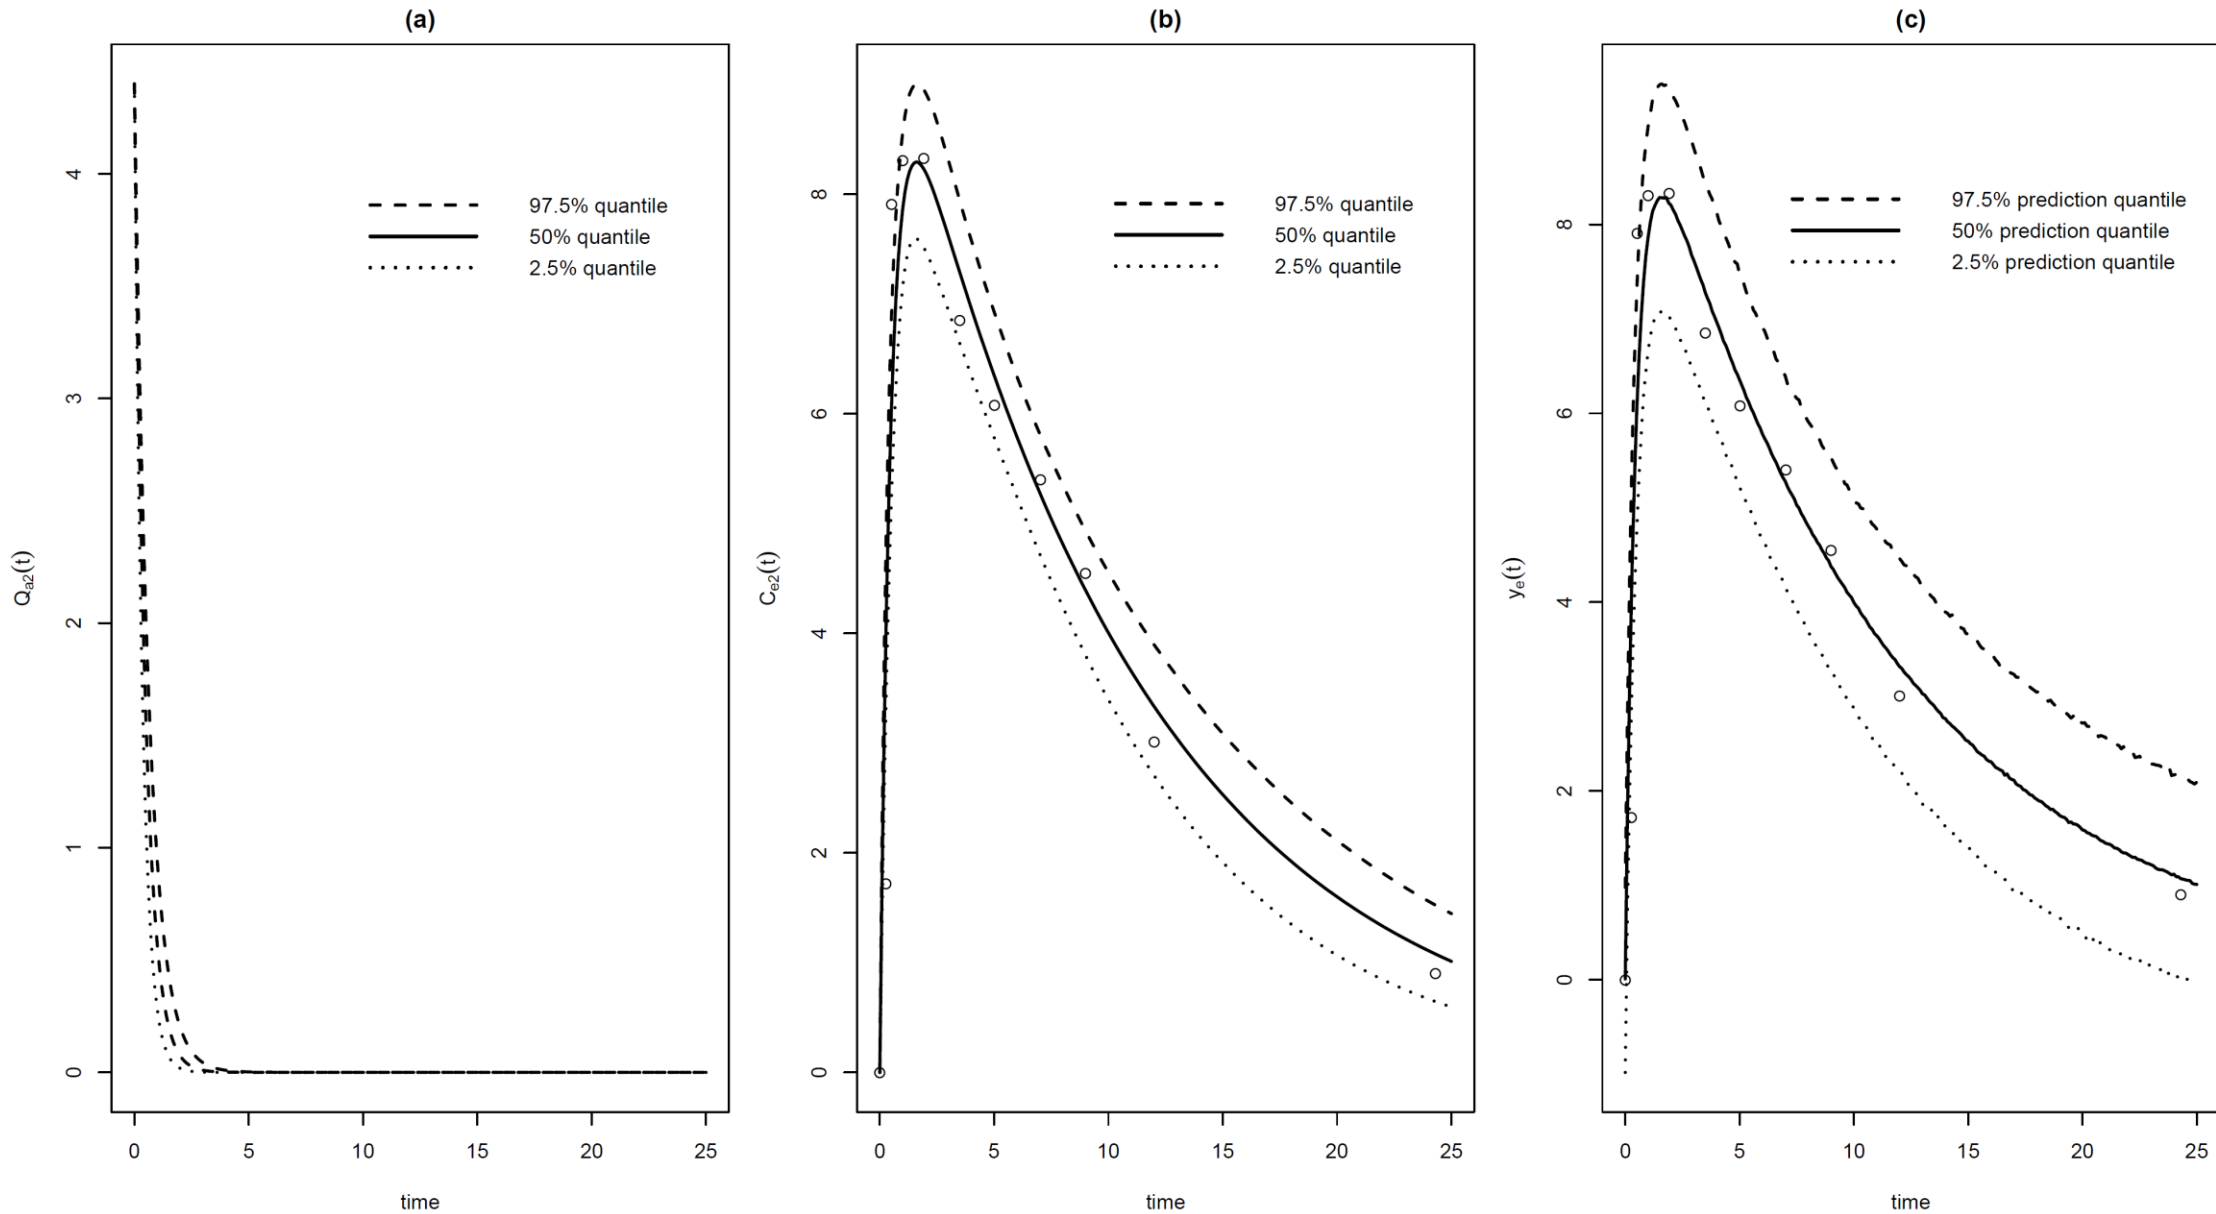 (a)
4
3
2
1
0
Qa2(t)
97.5% quantile
50% quantile
2.5% quantile
0 5 10 15 20 25
time
(b)
8
6
4
2
0
Ce2(t)
97.5% quantile
50% quantile
2.5% quantile
0 5 10 15 20 25
time
(c)
8
6
4
2
0
ye(t)
97.5% prediction quantile
50% prediction quantile
2.5% prediction quantile
0 5 10 15 20 25
time